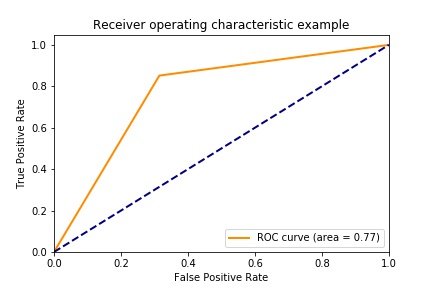 Receiver operating characteristic example
True Positive Rate
1.0
0.8
0.6
0.4
0.2
0.0
ROC curve (area = 0.77)
0.0 0.2 0.4 0.6 0.8 1.0
False Positive Rate